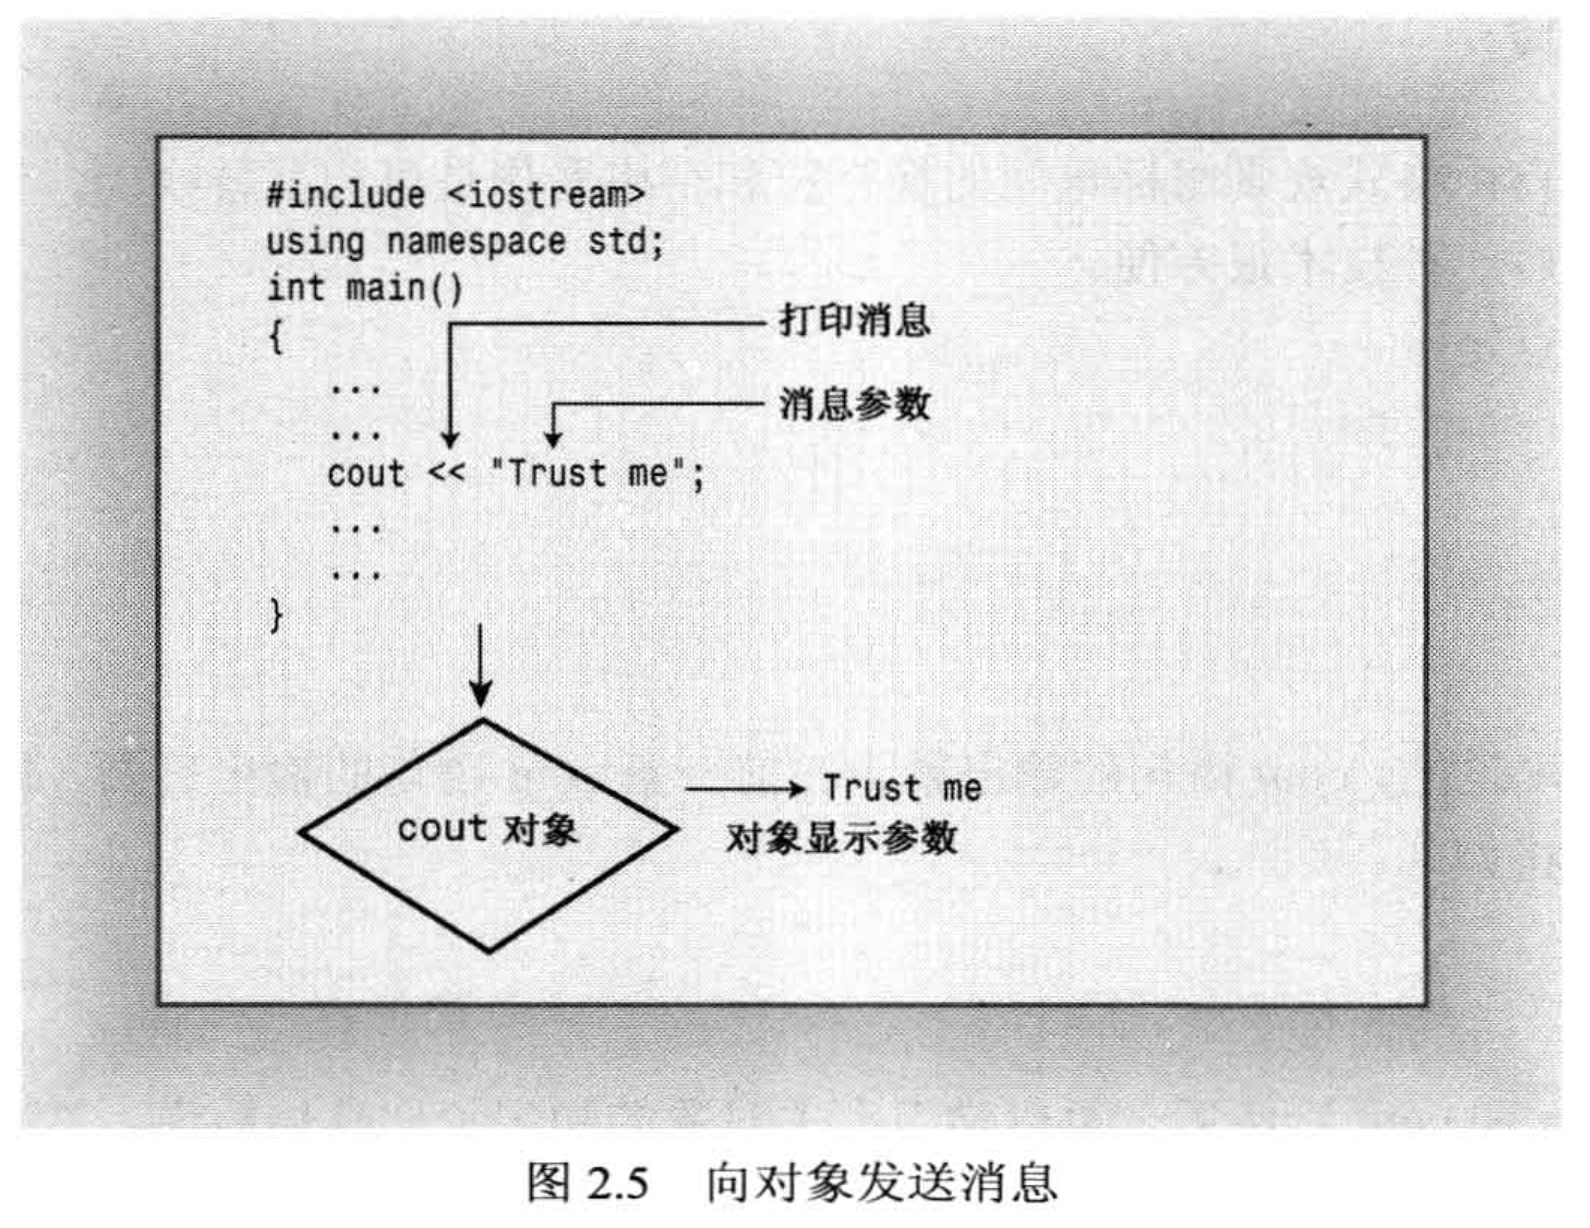 #include <iostream>
using namespace std;
int main()
{
打印消息
...
消息参数
...
cout << "Trust me";
...
...
}
cout 对象
Trust me
对象显示参数
图 2.5 向对象发送消息